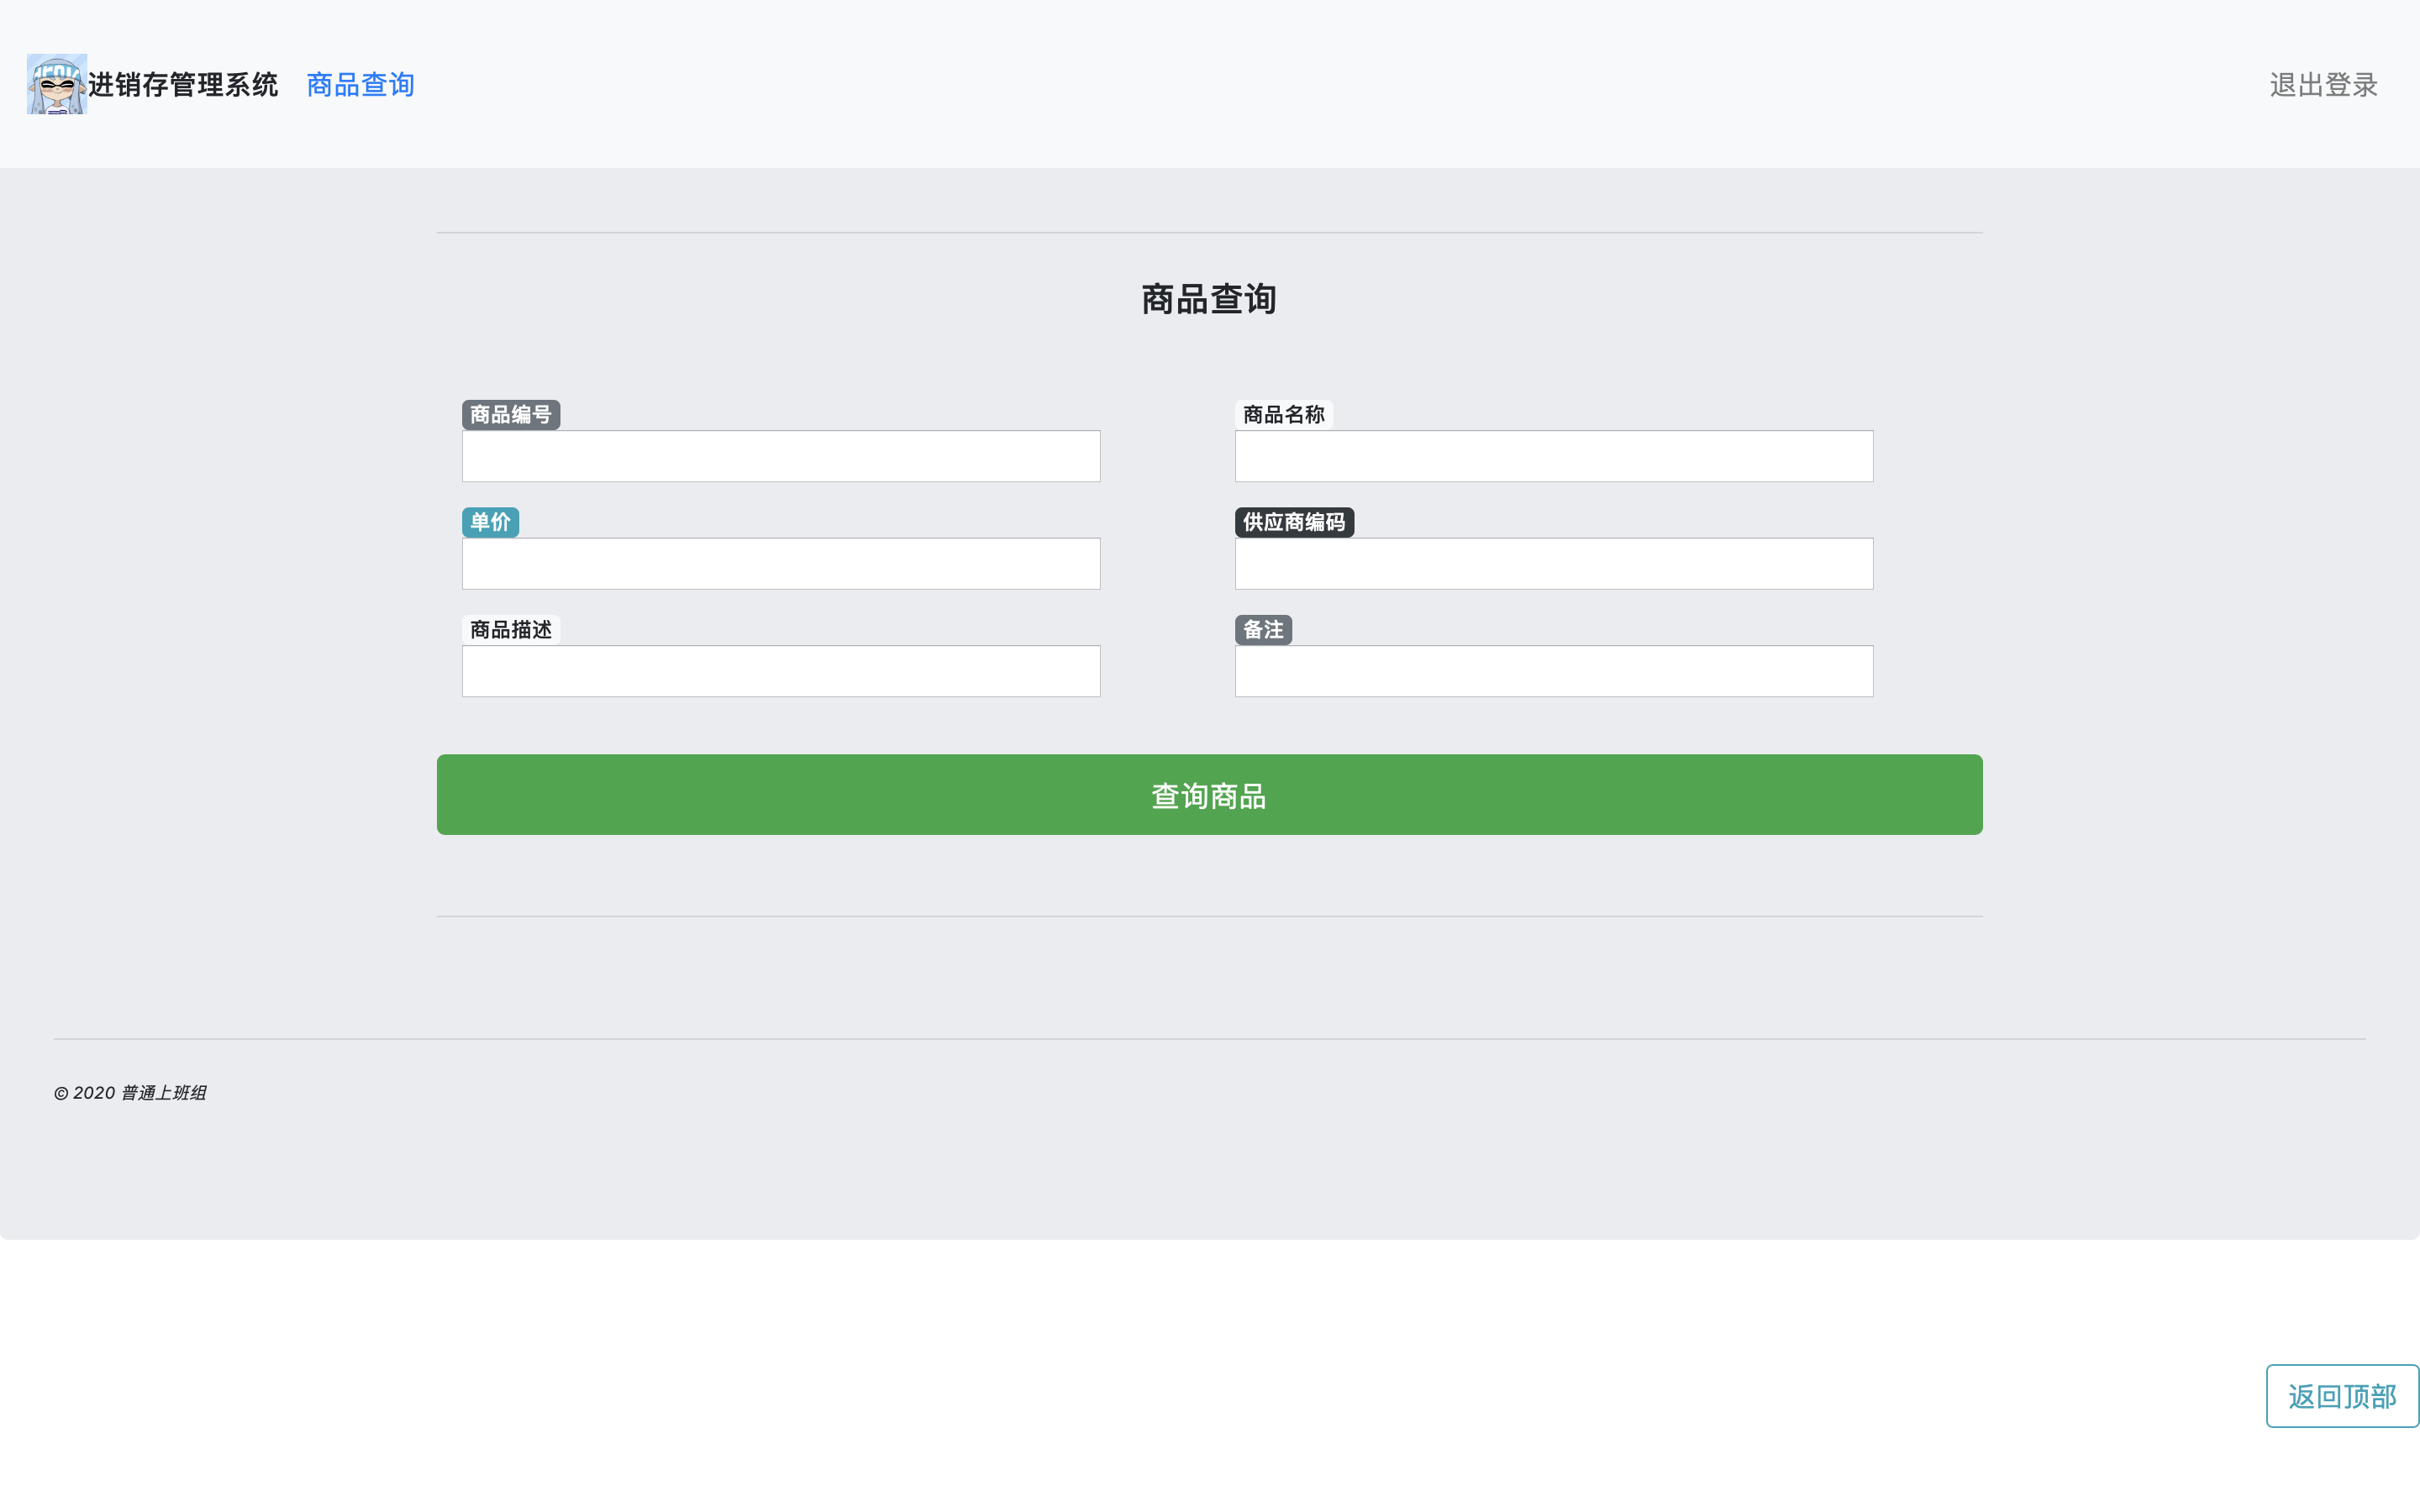 进销存管理系统 商品查询 退出登录
商品查询
商品编号 商品名称
单价 供应商编码
商品描述 备注
查询商品
© 2020 普通上班组
返回顶部